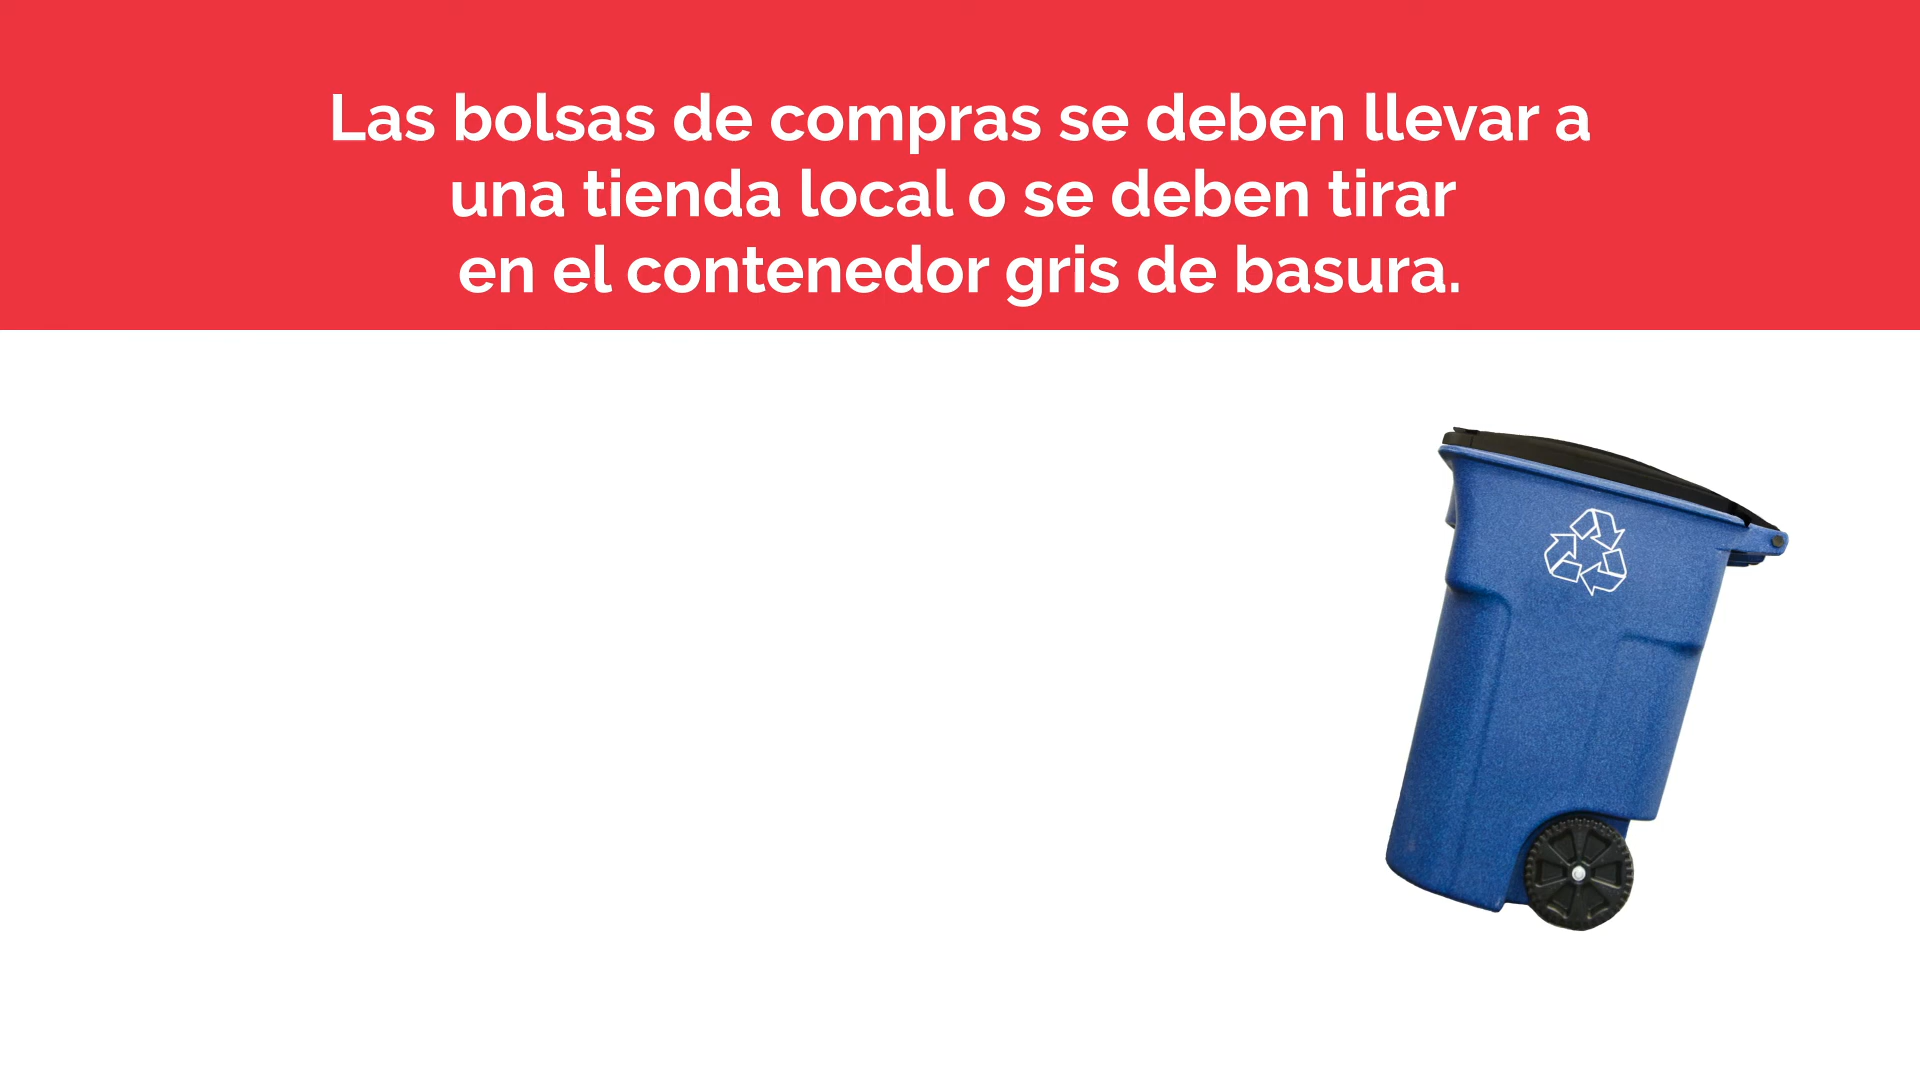 Las bolsas de compras se deben llevar a
una tienda local o se deben tirar
en el contenedor gris de basura.